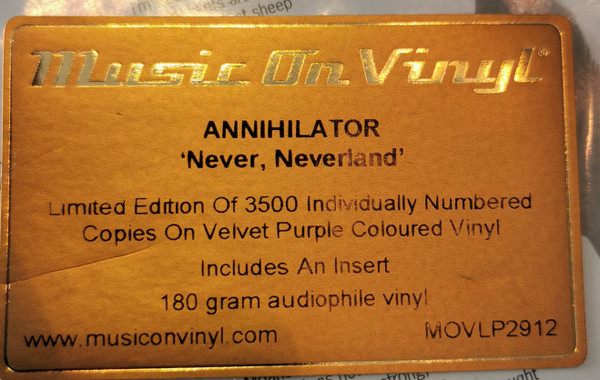 sheep
Music On Vinyl®
ANNIHILATOR
‘Never, Neverland’
Limited Edition Of 3500 Individually Numbered
Copies On Velvet Purple Coloured Vinyl
Includes An Insert
180 gram audiophile vinyl
www.musiconvinyl.com MOVLP2912